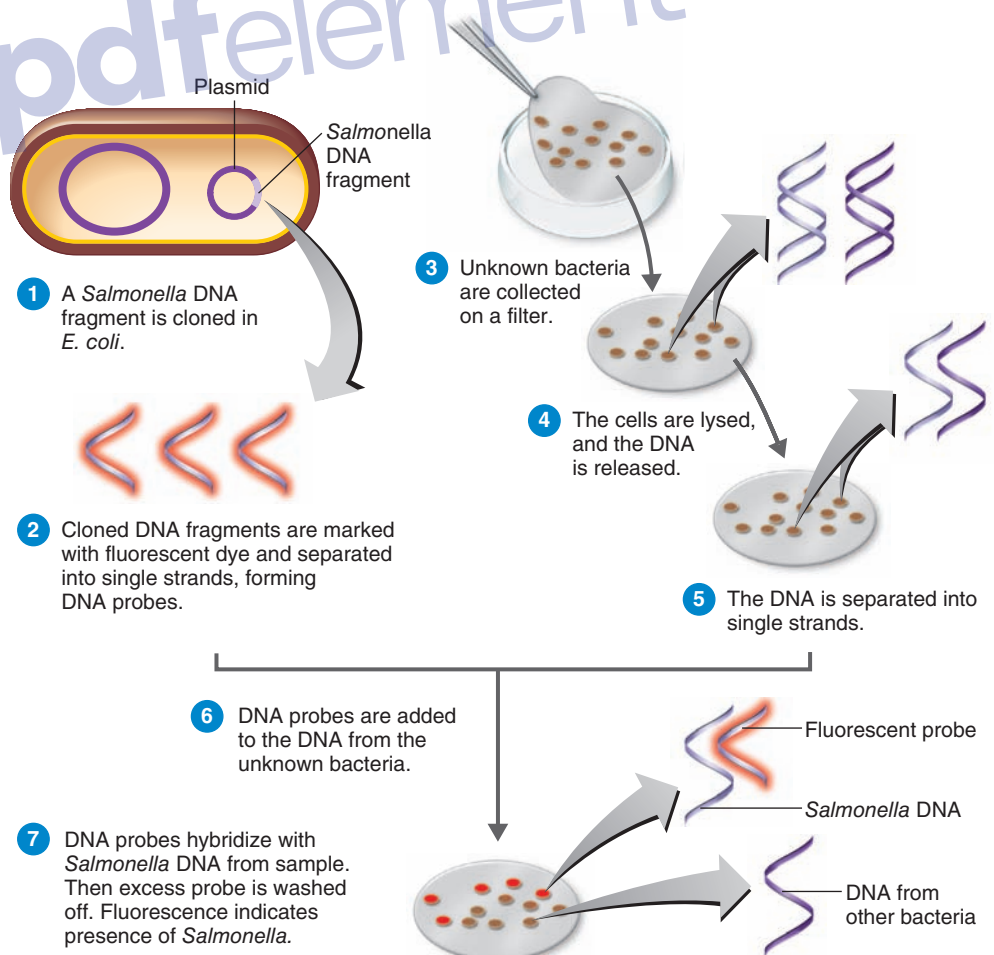 pdfelement
Plasmid
Salmonella
DNA
fragment
1 A Salmonella DNA
fragment is cloned in
E. coli.
2 Cloned DNA fragments are marked
with fluorescent dye and separated
into single strands, forming
DNA probes.
3 Unknown bacteria
are collected
on a filter.
4 The cells are lysed,
and the DNA
is released.
5 The DNA is separated into
single strands.
6 DNA probes are added
to the DNA from the
unknown bacteria.
Fluorescent probe
Salmonella DNA
7 DNA probes hybridize with
Salmonella DNA from sample.
Then excess probe is washed
off. Fluorescence indicates
presence of Salmonella.
DNA from
other bacteria